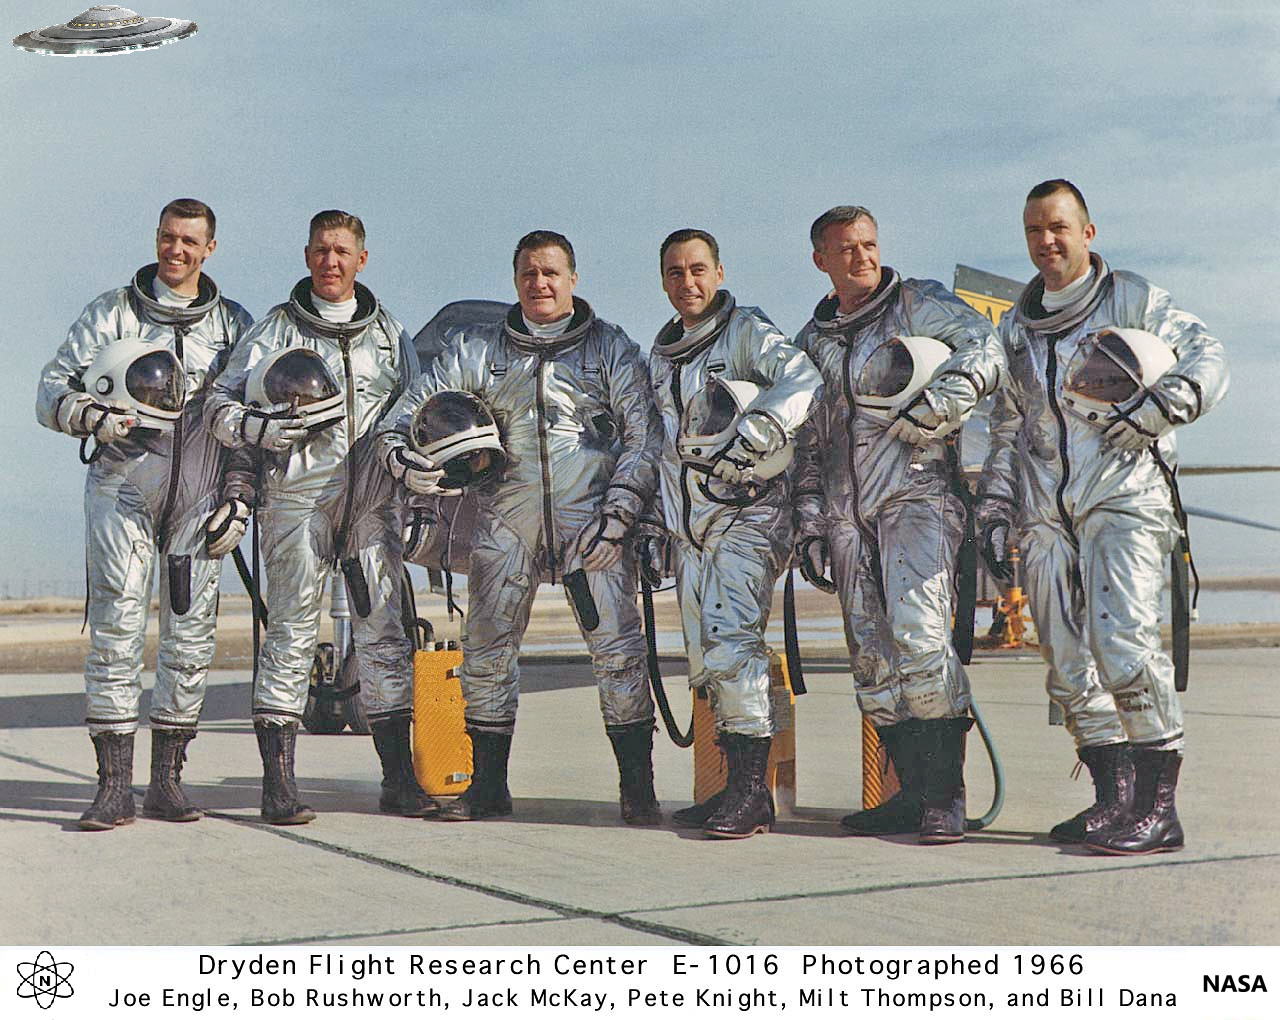 Dryden Flight Research Center E-1016 Photographed 1966
N
Joe Engle, Bob Rushworth, Jack McKay, Pete Knight, Milt Thompson, and Bill Dana
NASA